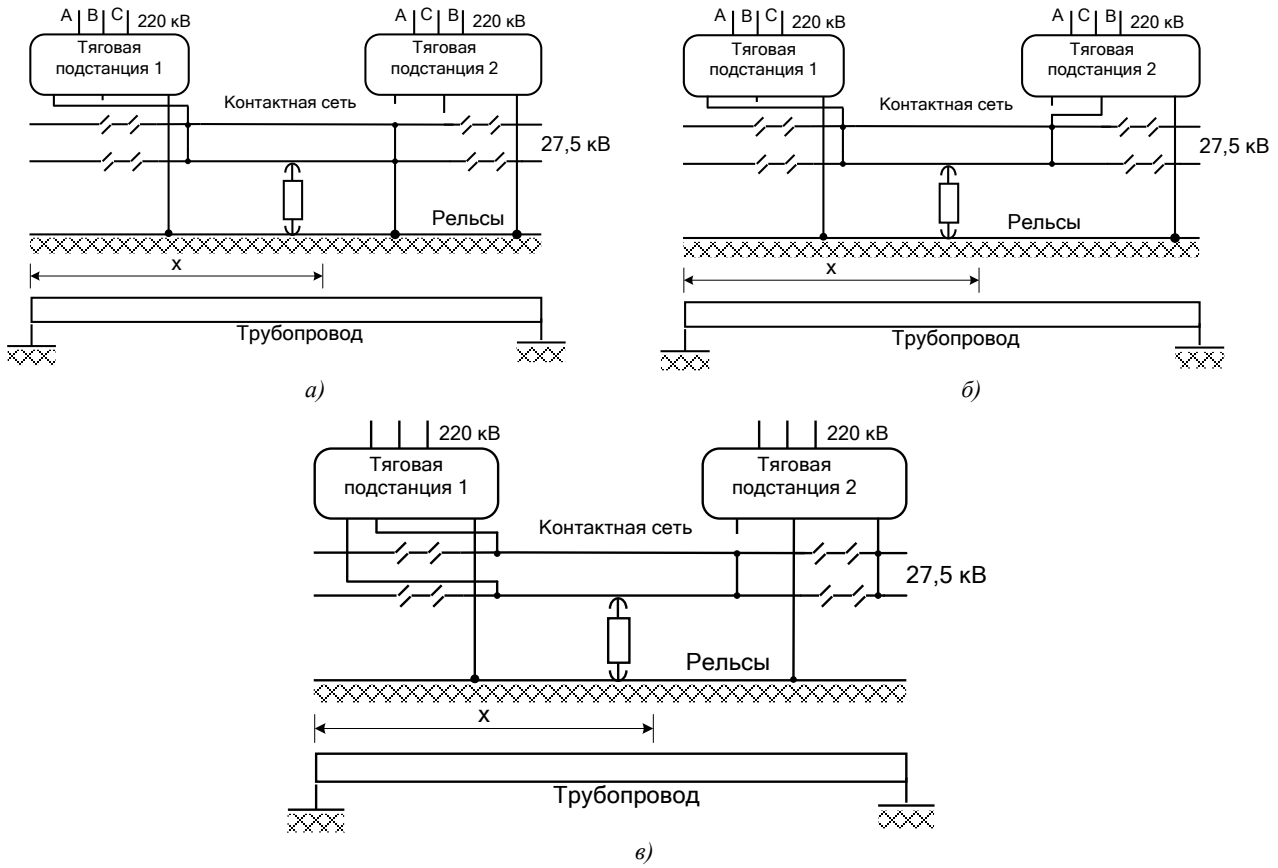 A B C 220 кВ
Тяговая
подстанция 1
A C B 220 кВ
Тяговая
подстанция 2
Контактная сеть
27,5 кВ
Рельсы
x
Трубопровод
а)
A B C 220 кВ
Тяговая
подстанция 1
A C B 220 кВ
Тяговая
подстанция 2
Контактная сеть
27,5 кВ
Рельсы
x
Трубопровод
б)
220 кВ
Тяговая
подстанция 1
220 кВ
Тяговая
подстанция 2
Контактная сеть
27,5 кВ
Рельсы
x
Трубопровод
в)